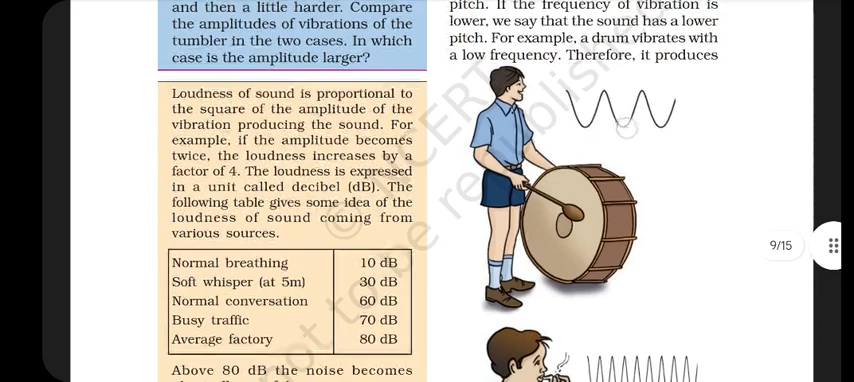 and then a little harder. Compare
the amplitudes of vibrations of the
tumbler in the two cases. In which
case is the amplitude larger?
Loudness of sound is proportional to
the square of the amplitude of the
vibration producing the sound. For
example, if the amplitude becomes
twice, the loudness increases by a
factor of 4. The loudness is expressed
in a unit called decibel (dB). The
following table gives some idea of the
loudness of sound coming from
various sources.
Normal breathing 10 dB
Soft whisper (at 5m) 30 dB
Normal conversation 60 dB
Busy traffic 70 dB
Average factory 80 dB
Above 80 dB the noise becomes
pitch. If the frequency of vibration is
lower, we say that the sound has a lower
pitch. For example, a drum vibrates with
a low frequency. Therefore, it produces
© NCERT
not to be republished
9/15